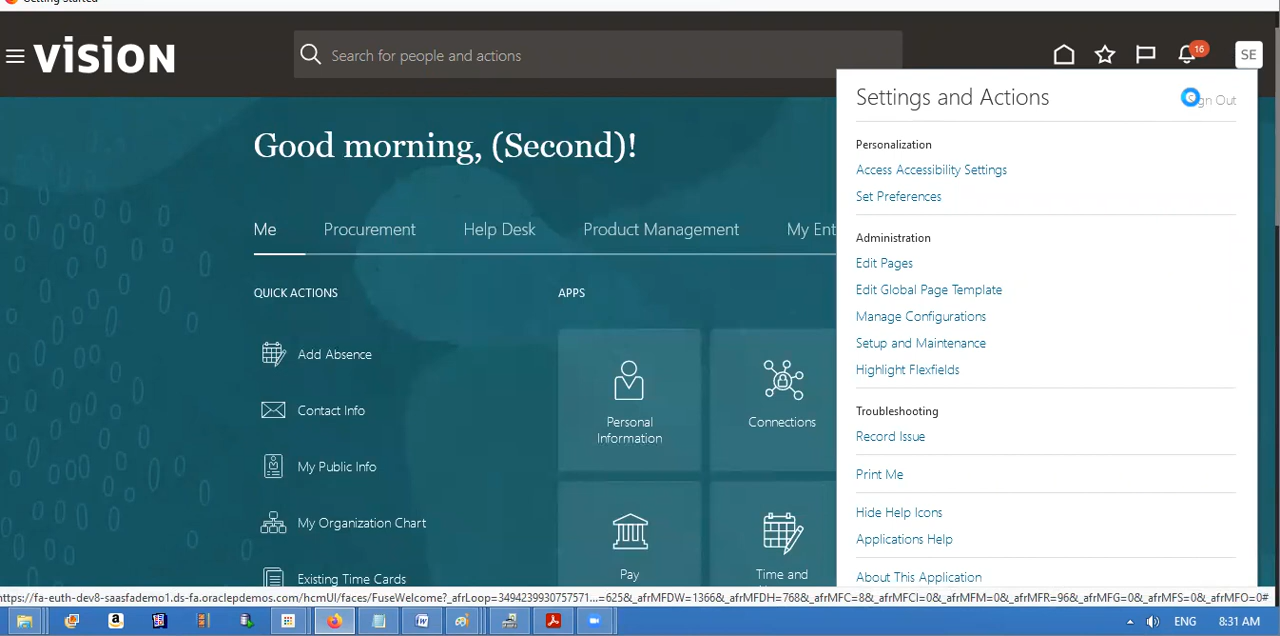 Getting started
VISION
Search for people and actions
16
SE
Settings and Actions
gn Out
Good morning, (Second)!
Personalization
Access Accessibility Settings
Set Preferences
Me
Procurement
Help Desk
Product Management
My Ent
Administration
Edit Pages
Edit Global Page Template
Manage Configurations
Setup and Maintenance
Highlight Flexfields
QUICK ACTIONS
APPS
Add Absence
Contact Info
My Public Info
My Organization Chart
Existing Time Cards
Personal
Information
Connections
Pay
Time and
Troubleshooting
Record Issue
Print Me
Hide Help Icons
Applications Help
About This Application
https://fa-euth-dev8-saasfademo1.ds-fa.oraclepdemos.com/hcmUI/faces/FuseWelcome?_afrLoop=3494239930757571...=625&_afrMFDW=1366&_afrMFDH=768&_afrMFC=8&_afrMFCI=0&_afrMFM=0&_afrMFR=96&_afrMFG=0&_afrMFS=0&_afrMFO=0#
ENG
8:31 AM